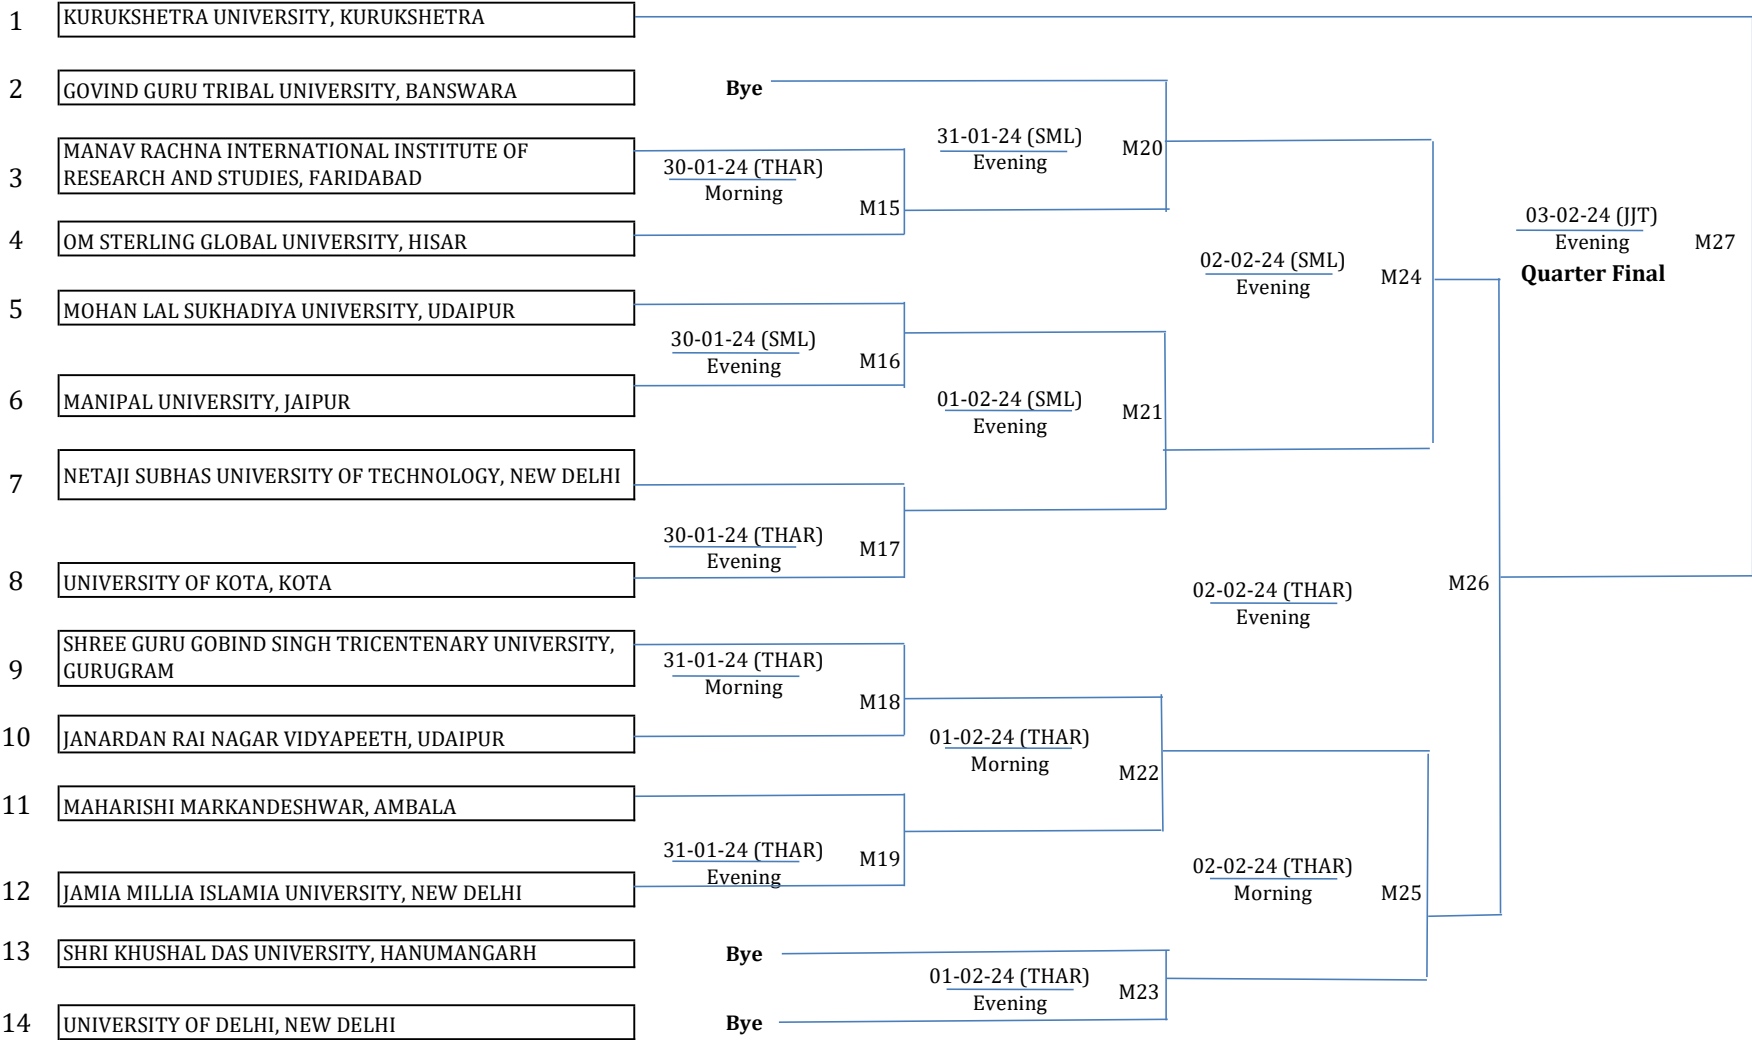 1 KURUKSHETRA UNIVERSITY, KURUKSHETRA
2 GOVIND GURU TRIBAL UNIVERSITY, BANSWARA Bye
31-01-24 (SML)
Evening
M20
3 MANAV RACHNA INTERNATIONAL INSTITUTE OF
RESEARCH AND STUDIES, FARIDABAD
30-01-24 (THAR)
Morning
M15
4 OM STERLING GLOBAL UNIVERSITY, HISAR
03-02-24 (JJT)
Evening
Quarter Final
M27
02-02-24 (SML)
Evening
M24
5 MOHAN LAL SUKHADIYA UNIVERSITY, UDAIPUR
30-01-24 (SML)
Evening
M16
6 MANIPAL UNIVERSITY, JAIPUR
01-02-24 (SML)
Evening
M21
7 NETAJI SUBHAS UNIVERSITY OF TECHNOLOGY, NEW DELHI
30-01-24 (THAR)
Evening
M17
8 UNIVERSITY OF KOTA, KOTA
02-02-24 (THAR)
Evening
M26
9 SHREE GURU GOBIND SINGH TRICENTENARY UNIVERSITY,
GURUGRAM
31-01-24 (THAR)
Morning
M18
10 JANARDAN RAI NAGAR VIDYAPEETH, UDAIPUR
01-02-24 (THAR)
Morning
M22
11 MAHARISHI MARKANDESHWAR, AMBALA
31-01-24 (THAR)
Evening
M19
12 JAMIA MILLIA ISLAMIA UNIVERSITY, NEW DELHI
02-02-24 (THAR)
Morning
M25
13 SHRI KHUSHAL DAS UNIVERSITY, HANUMANGARH Bye
01-02-24 (THAR)
Evening
M23
14 UNIVERSITY OF DELHI, NEW DELHI Bye